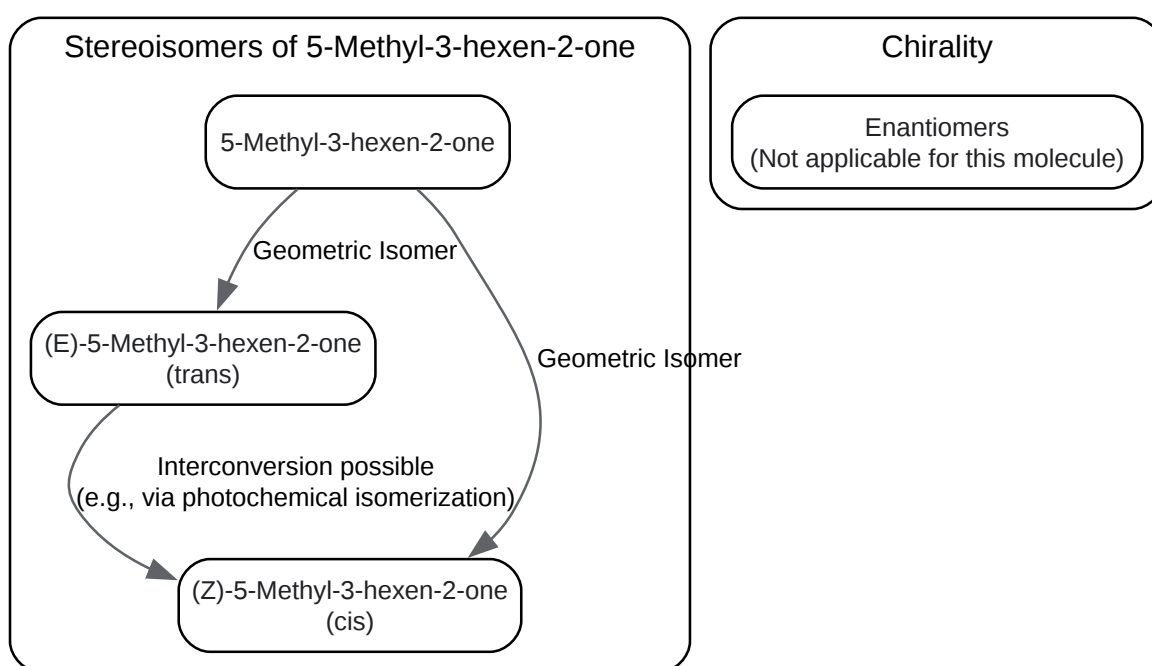 Stereoisomers of 5-Methyl-3-hexen-2-one
5-Methyl-3-hexen-2-one
Geometric Isomer
(E)-5-Methyl-3-hexen-2-one
(trans)
Geometric Isomer
Interconversion possible
(e.g., via photochemical isomerization)
(Z)-5-Methyl-3-hexen-2-one
(cis)
Chirality
Enantiomers
(Not applicable for this molecule)